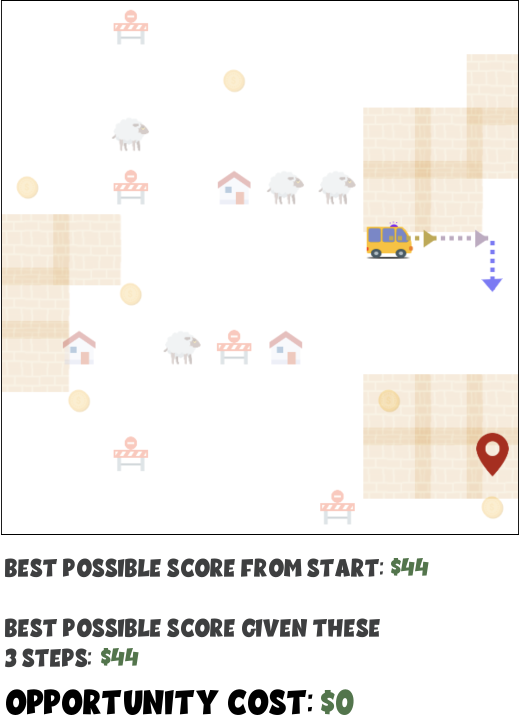 BEST POSSIBLE SCORE FROM START: $44
BEST POSSIBLE SCORE GIVEN THESE
3 STEPS: $44
OPPORTUNITY COST: $0